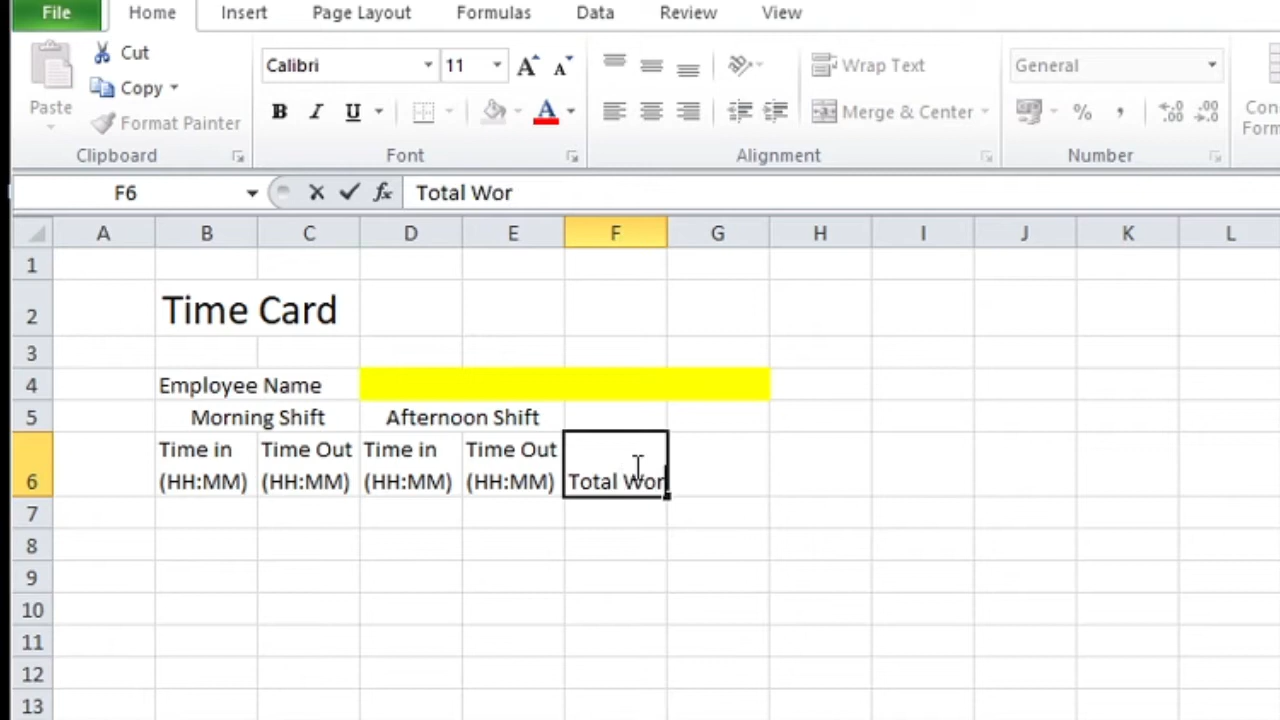 File Home Insert Page Layout Formulas Data Review View
Cut
Copy
Paste
Format Painter
Calibri 11
B I U A
Wrap Text
Merge & Center
General
% ,
Con
Form
Clipboard Font Alignment Number
F6 fx Total Wor
A B C D E F G H I J K L
1
2 Time Card
3
4 Employee Name
5 Morning Shift Afternoon Shift
Time in Time Out Time in Time Out
6 (HH:MM) (HH:MM) (HH:MM) (HH:MM) Total Wor
7
8
9
10
11
12
13